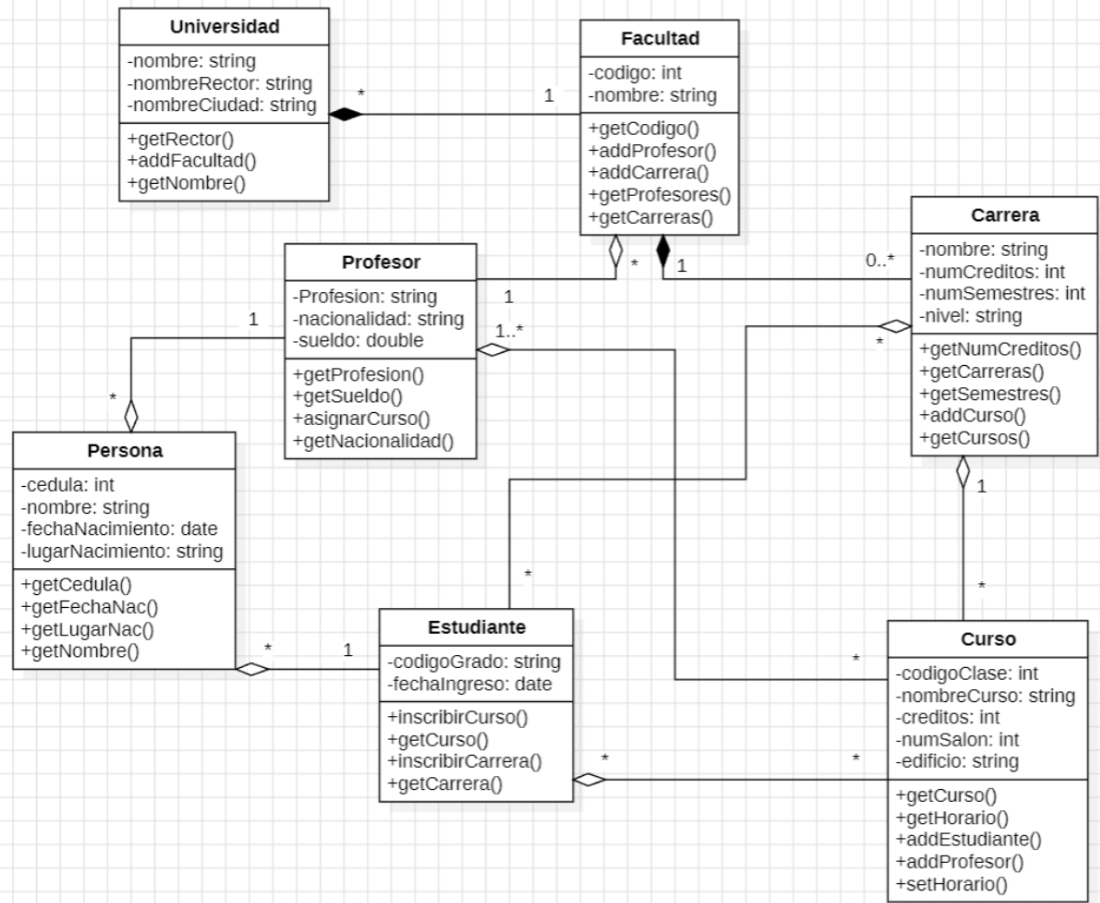 Universidad
-nombre: string
-nombreRector: string
-nombreCiudad: string
+getRector()
+addFacultad()
+getNombre()
*
1
Facultad
-codigo: int
-nombre: string
+getCodigo()
+addProfesor()
+addCarrera()
+getProfesores()
+getCarreras()
*
1
0..*
1
Carrera
-nombre: string
-numCreditos: int
-numSemestres: int
-nivel: string
+getNumCreditos()
+getCarreras()
+getSemestres()
+addCurso()
+getCursos()
*
1
Profesor
-Profesion: string
-nacionalidad: string
-sueldo: double
+getProfesion()
+getSueldo()
+asignarCurso()
+getNacionalidad()
1..*
1
*
Persona
-cedula: int
-nombre: string
-fechaNacimiento: date
-lugarNacimiento: string
+getCedula()
+getFechaNac()
+getLugarNac()
+getNombre()
*
1
*
Estudiante
-codigoGrado: string
-fechaIngreso: date
+inscribirCurso()
+getCurso()
+inscribirCarrera()
+getCarrera()
*
*
*
*
Curso
-codigoClase: int
-nombreCurso: string
-creditos: int
-numSalon: int
-edificio: string
+getCurso()
+getHorario()
+addEstudiante()
+addProfesor()
+setHorario()